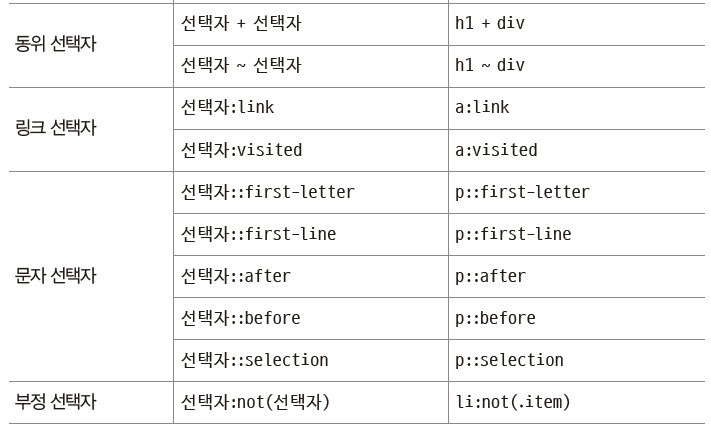 동위 선택자
선택자 + 선택자 h1 + div
선택자 ~ 선택자 h1 ~ div
링크 선택자
선택자:link a:link
선택자:visited a:visited
문자 선택자
선택자::first-letter p::first-letter
선택자::first-line p::first-line
선택자::after p::after
선택자::before p::before
선택자::selection p::selection
부정 선택자 선택자:not(선택자) li:not(.item)